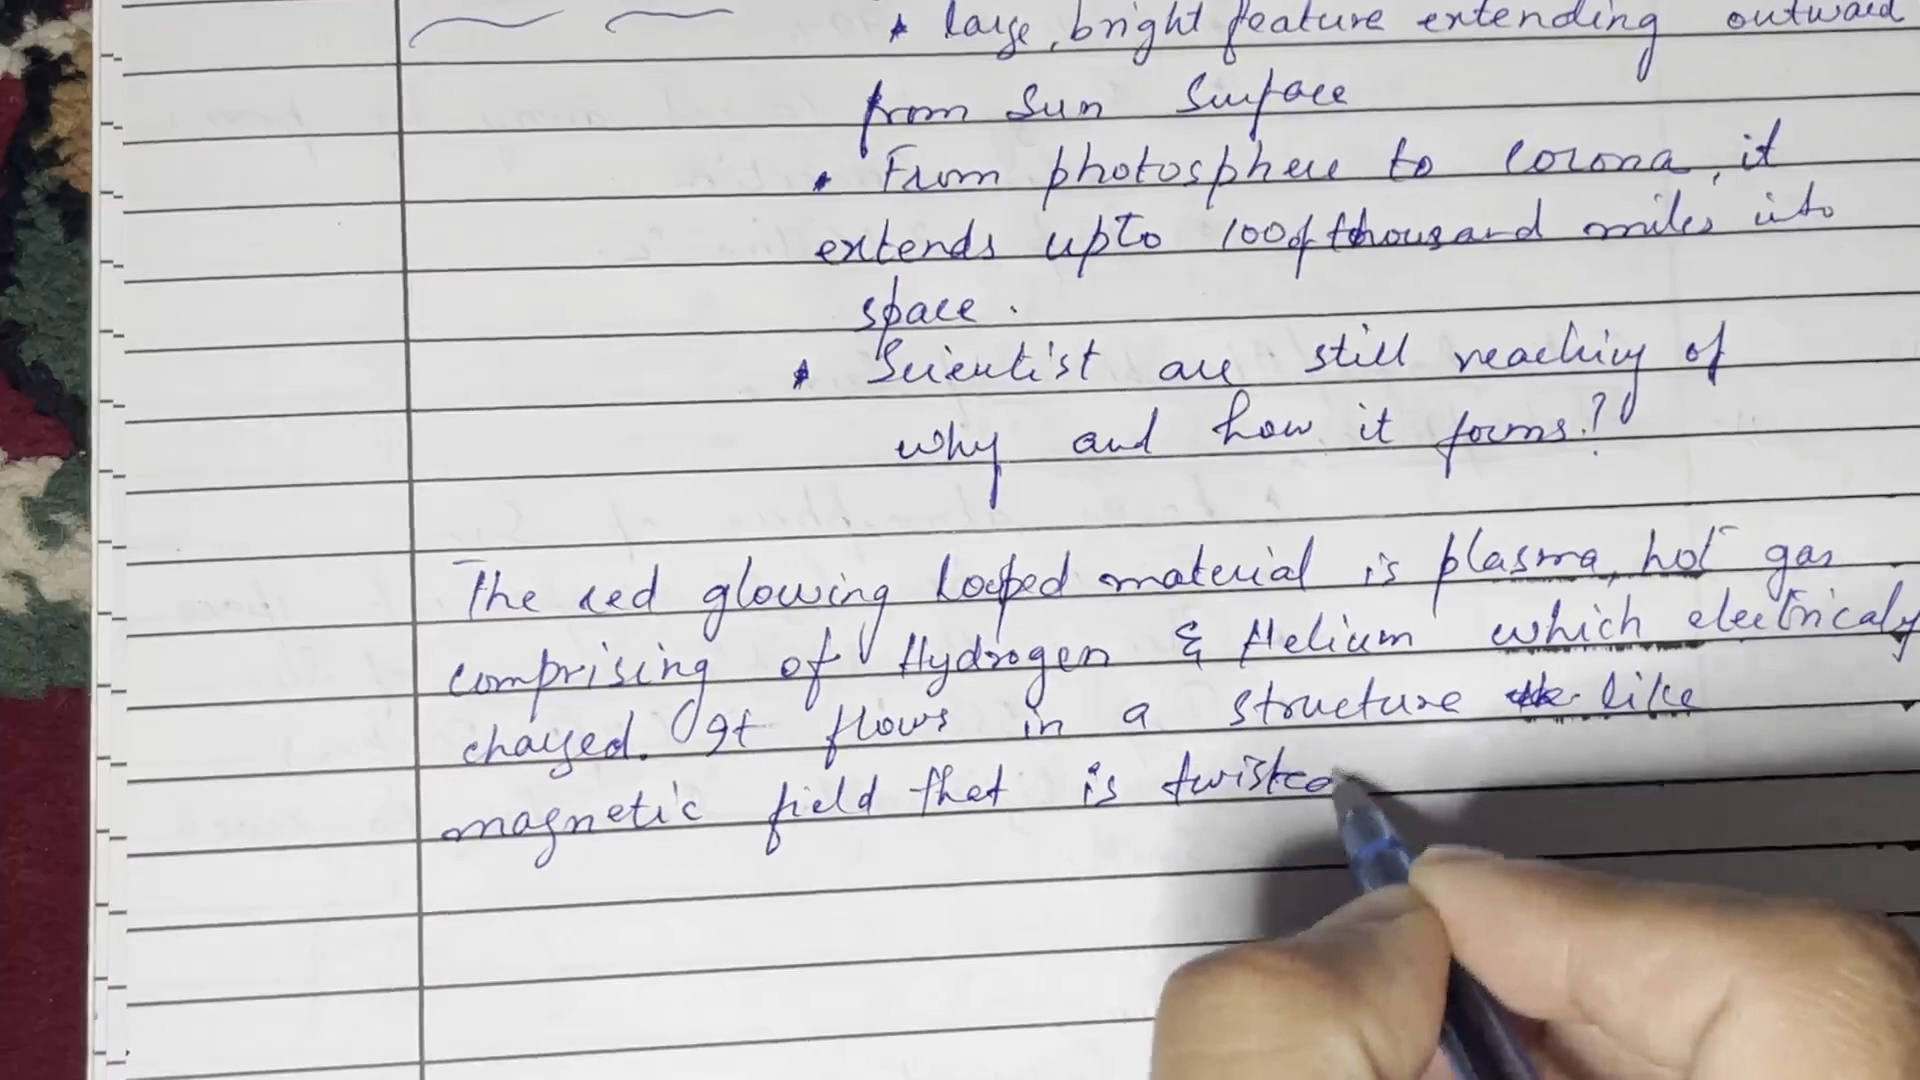 * large, bright feature extending outward
from Sun Surface
* From photosphere to corona, it
extends upto 100 of thousand miles into
space.
* Scientist are still reaching of
why and how it forms?
The red glowing looped material is plasma, hot gas
comprising of Hydrogen & Helium which electricaly
charged. It flows in a structure like
magnetic field that is twisted